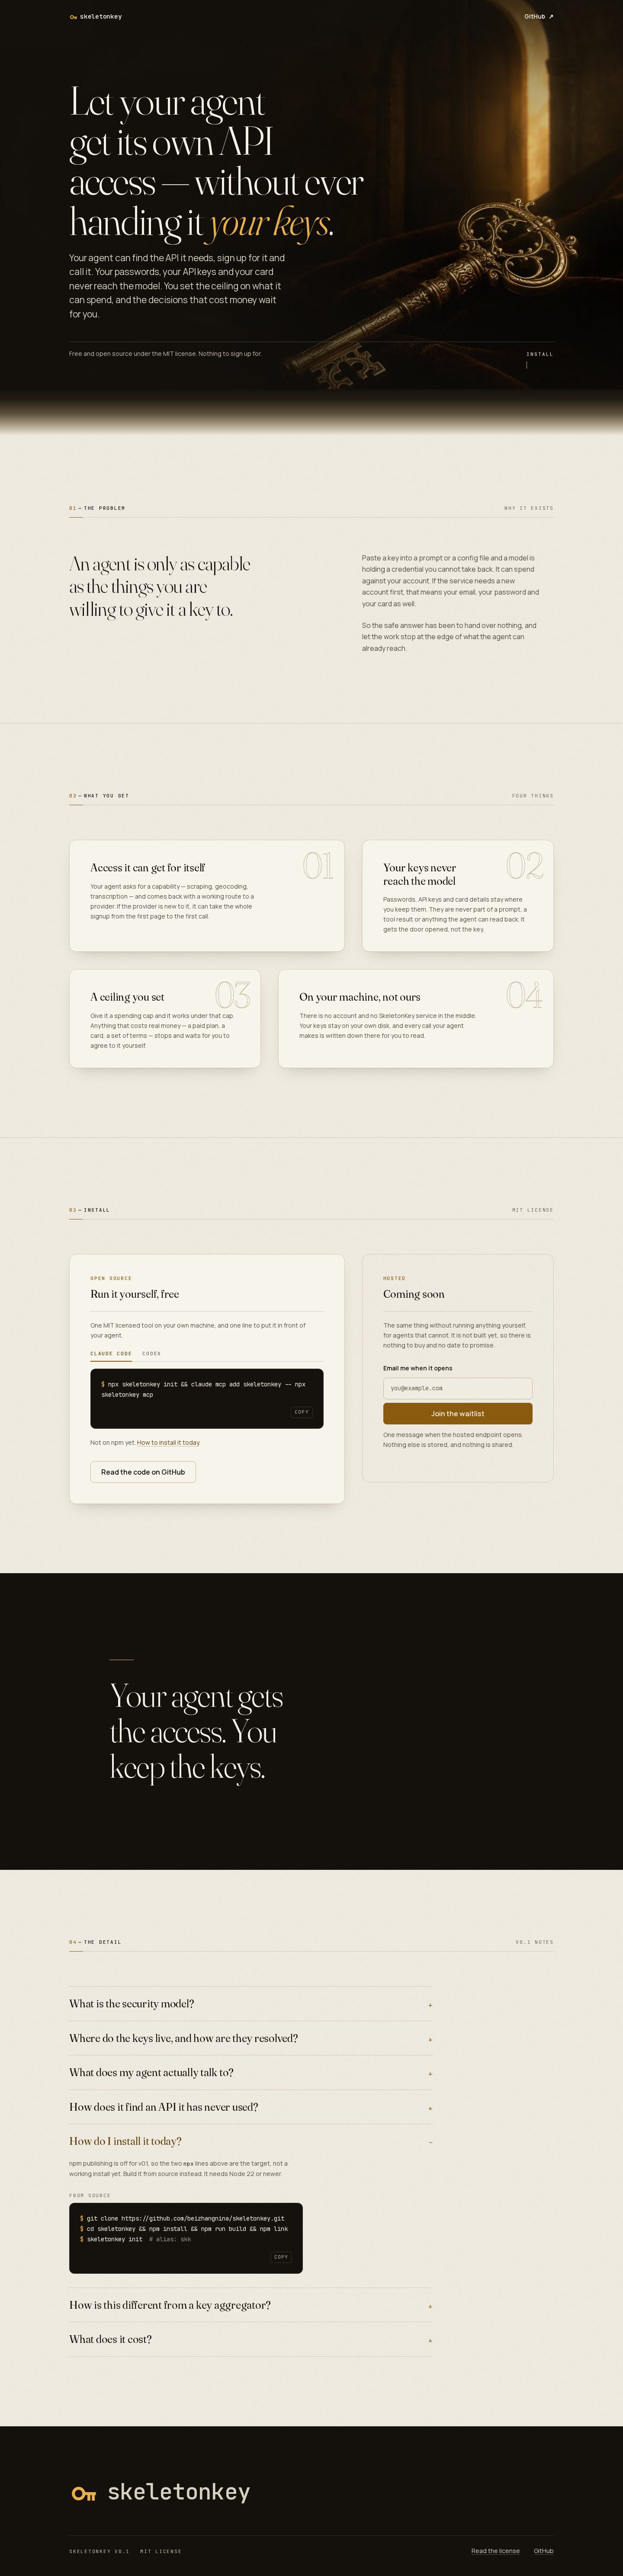 skeletonkey
GitHub ↗
Let your agent
get its own API
access — without ever
handing it your keys.
Your agent can find the API it needs, sign up for it and
call it. Your passwords, your API keys and your card
never reach the model. You set the ceiling on what it
can spend, and the decisions that cost money wait
for you.
Free and open source under the MIT license. Nothing to sign up for.
INSTALL
01 — THE PROBLEM
WHY IT EXISTS
An agent is only as capable
as the things you are
willing to give it a key to.
Paste a key into a prompt or a config file and a model is
holding a credential you cannot take back. It can spend
against your account. If the service needs a new
account first, that means your email, your password and
your card as well.
So the safe answer has been to hand over nothing, and
let the work stop at the edge of what the agent can
already reach.
02 — WHAT YOU GET
FOUR THINGS
01
Access it can get for itself
Your agent asks for a capability — scraping, geocoding,
transcription — and comes back with a working route to a
provider. If the provider is new to it, it can take the whole
signup from the first page to the first call.
02
Your keys never
reach the model
Passwords, API keys and card details stay where
you keep them. They are never part of a prompt, a
tool result or anything the agent can read back. It
gets the door opened, not the key.
03
A ceiling you set
Give it a spending cap and it works under that cap.
Anything that costs real money — a paid plan, a
card, a set of terms — stops and waits for you to
agree to it yourself.
04
On your machine, not ours
There is no account and no SkeletonKey service in the middle.
Your keys stay on your own disk, and every call your agent
makes is written down there for you to read.
03 — INSTALL
MIT LICENSE
OPEN SOURCE
Run it yourself, free
One MIT licensed tool on your own machine, and one line to put it in front of
your agent.
CLAUDE CODE
CODEX
$ npx skeletonkey init && claude mcp add skeletonkey -- npx
skeletonkey mcp
COPY
Not on npm yet. How to install it today.
Read the code on GitHub
HOSTED
Coming soon
The same thing without running anything yourself,
for agents that cannot. It is not built yet, so there is
nothing to buy and no date to promise.
Email me when it opens
you@example.com
Join the waitlist
One message when the hosted endpoint opens.
Nothing else is stored, and nothing is shared.
Your agent gets
the access. You
keep the keys.
04 — THE DETAIL
V0.1 NOTES
What is the security model?
+
Where do the keys live, and how are they resolved?
+
What does my agent actually talk to?
+
How does it find an API it has never used?
+
How do I install it today?
–
npm publishing is off for v0.1, so the two npx lines above are the target, not a
working install yet. Build it from source instead. It needs Node 22 or newer.
FROM SOURCE
$ git clone https://github.com/beizhangnina/skeletonkey.git
$ cd skeletonkey && npm install && npm run build && npm link
$ skeletonkey init # alias: skk
COPY
How is this different from a key aggregator?
+
What does it cost?
+
skeletonkey
SKELETONKEY V0.1
MIT LICENSE
Read the license
GitHub